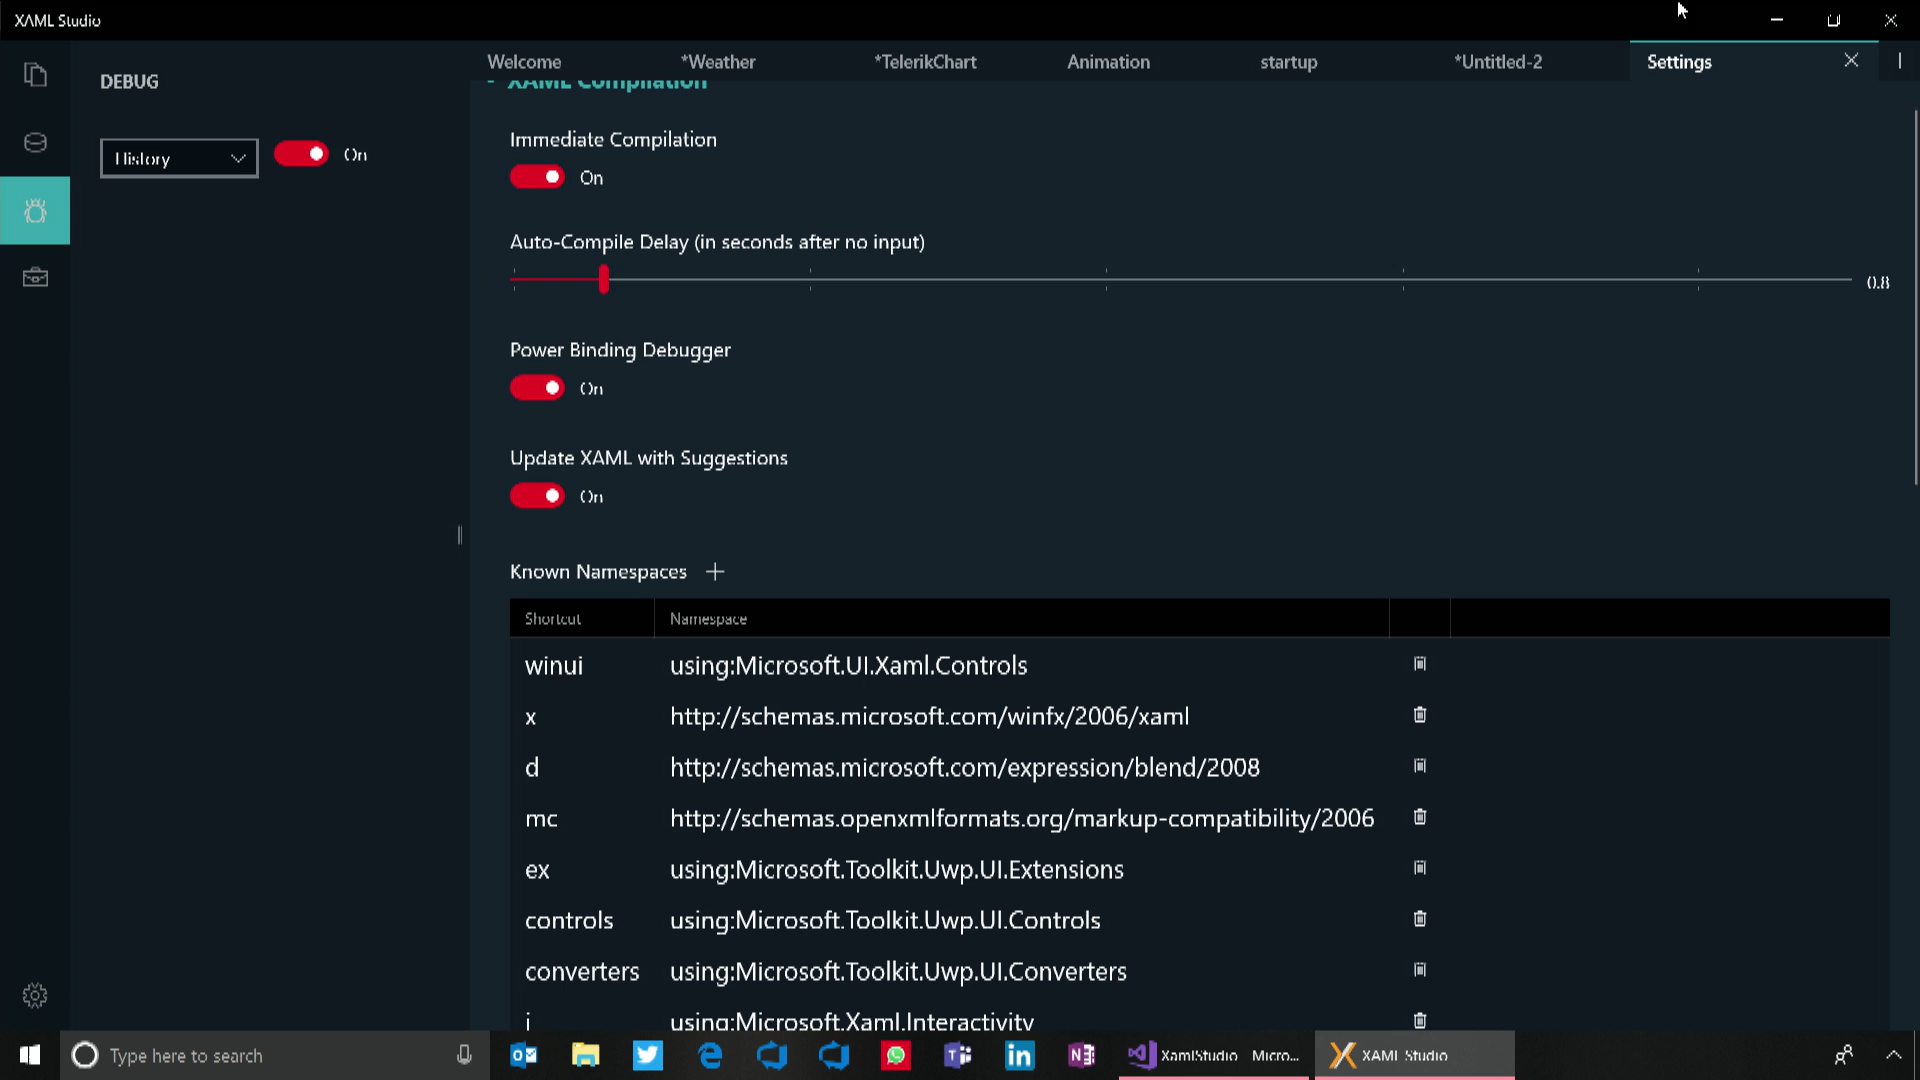 XAML Studio
Welcome
*Weather
*TelerikChart
Animation
startup
*Untitled-2
Settings
DEBUG
History
On
XAML Compilation
Immediate Compilation
On
Auto-Compile Delay (in seconds after no input)
0.8
Power Binding Debugger
On
Update XAML with Suggestions
On
Known Namespaces
Shortcut Namespace
winui using:Microsoft.UI.Xaml.Controls
x http://schemas.microsoft.com/winfx/2006/xaml
d http://schemas.microsoft.com/expression/blend/2008
mc http://schemas.openxmlformats.org/markup-compatibility/2006
ex using:Microsoft.Toolkit.Uwp.UI.Extensions
controls using:Microsoft.Toolkit.Uwp.UI.Controls
converters using:Microsoft.Toolkit.Uwp.UI.Converters
i using:Microsoft.Xaml.Interactivity
Type here to search
XamlStudio Micro...
XAML Studio